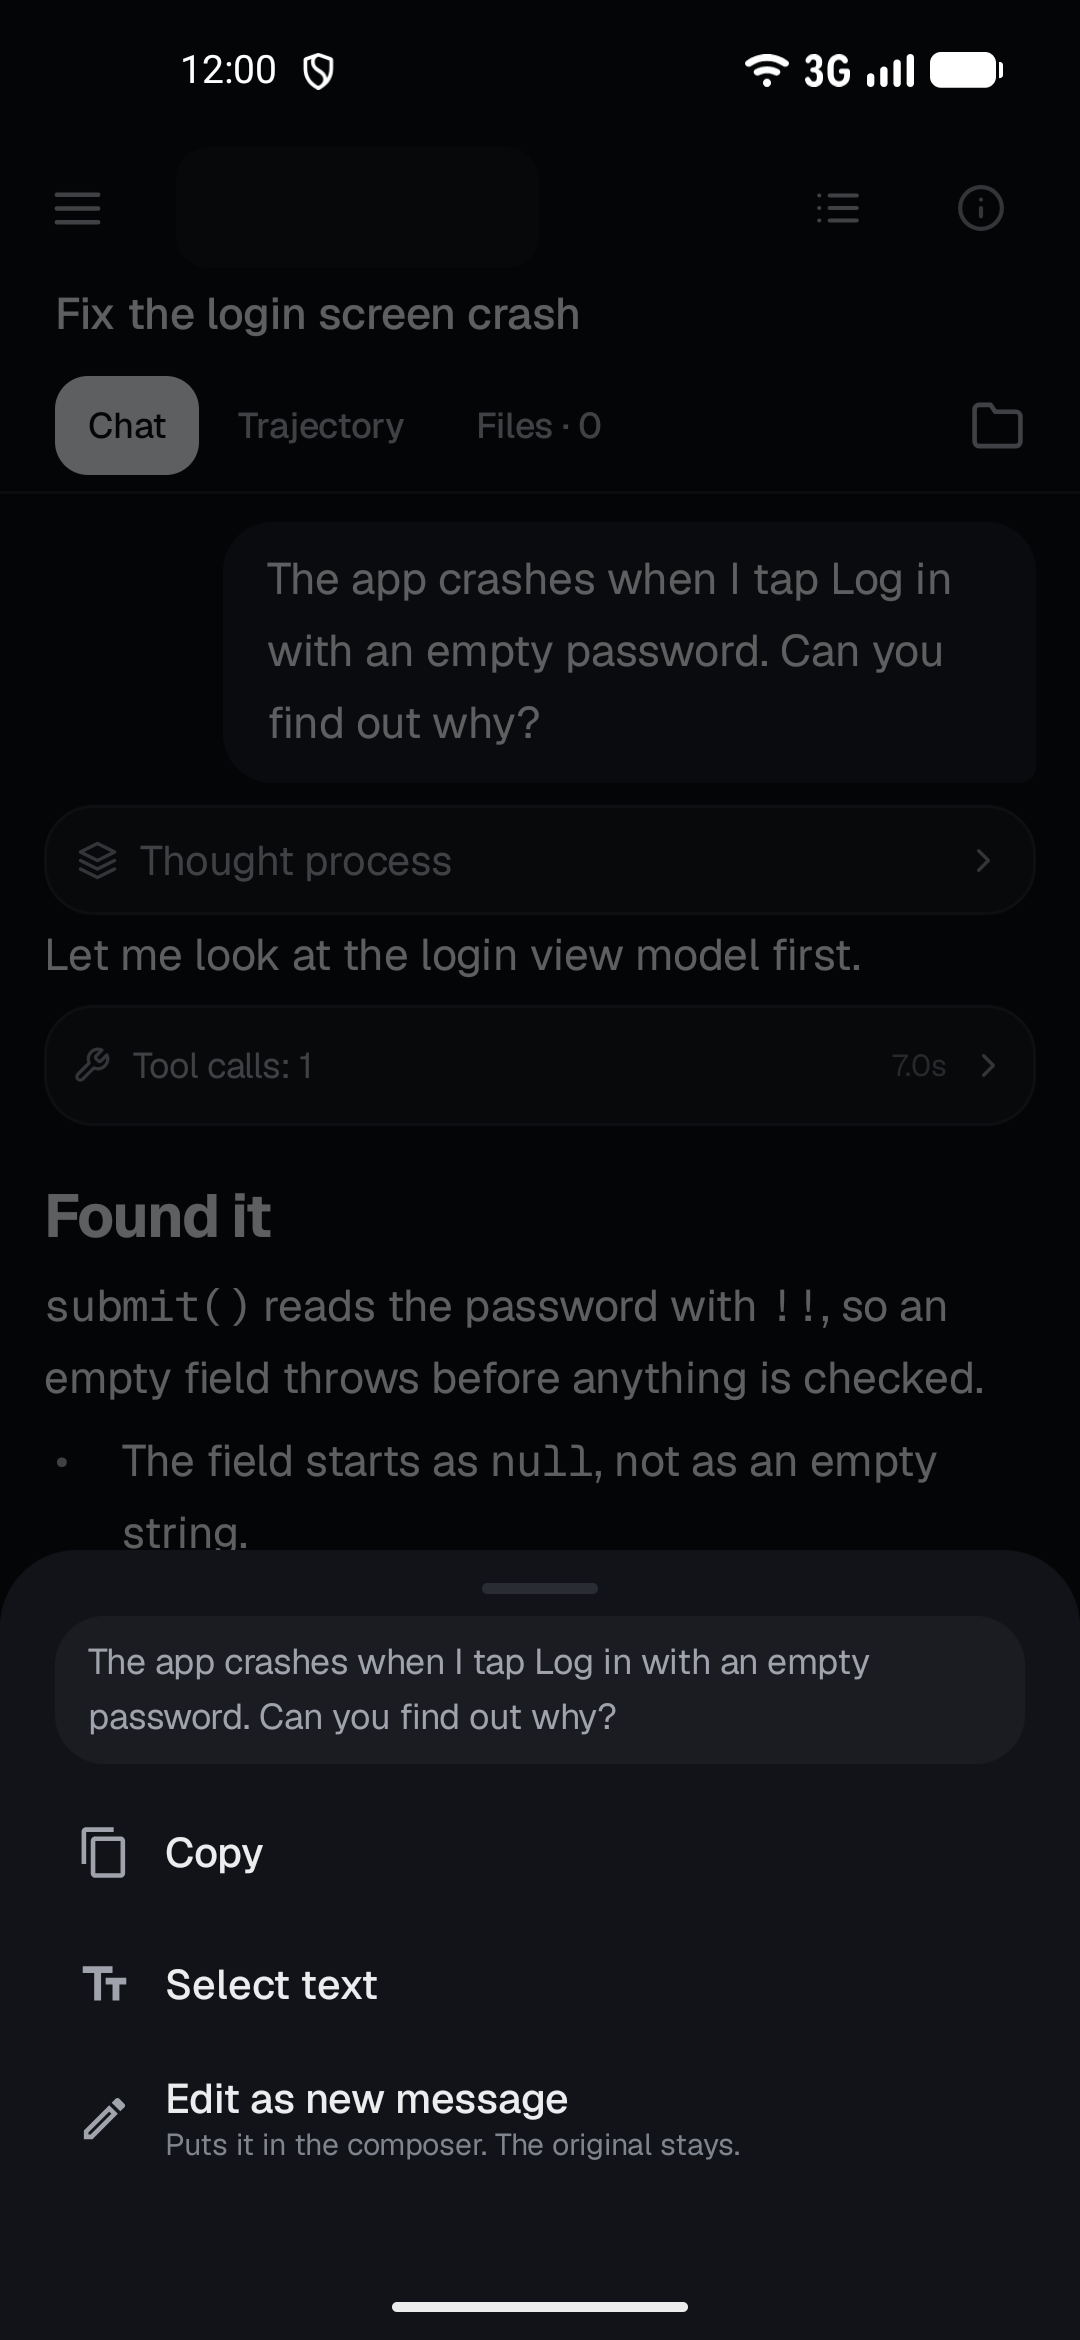 12:00
3G
Fix the login screen crash
Chat
Trajectory
Files · 0
The app crashes when I tap Log in
with an empty password. Can you
find out why?
Thought process
Let me look at the login view model first.
Tool calls: 1
7.0s
Found it
submit() reads the password with !!, so an
empty field throws before anything is checked.
• The field starts as null, not as an empty
string.
The app crashes when I tap Log in with an empty
password. Can you find out why?
Copy
Select text
Edit as new message
Puts it in the composer. The original stays.